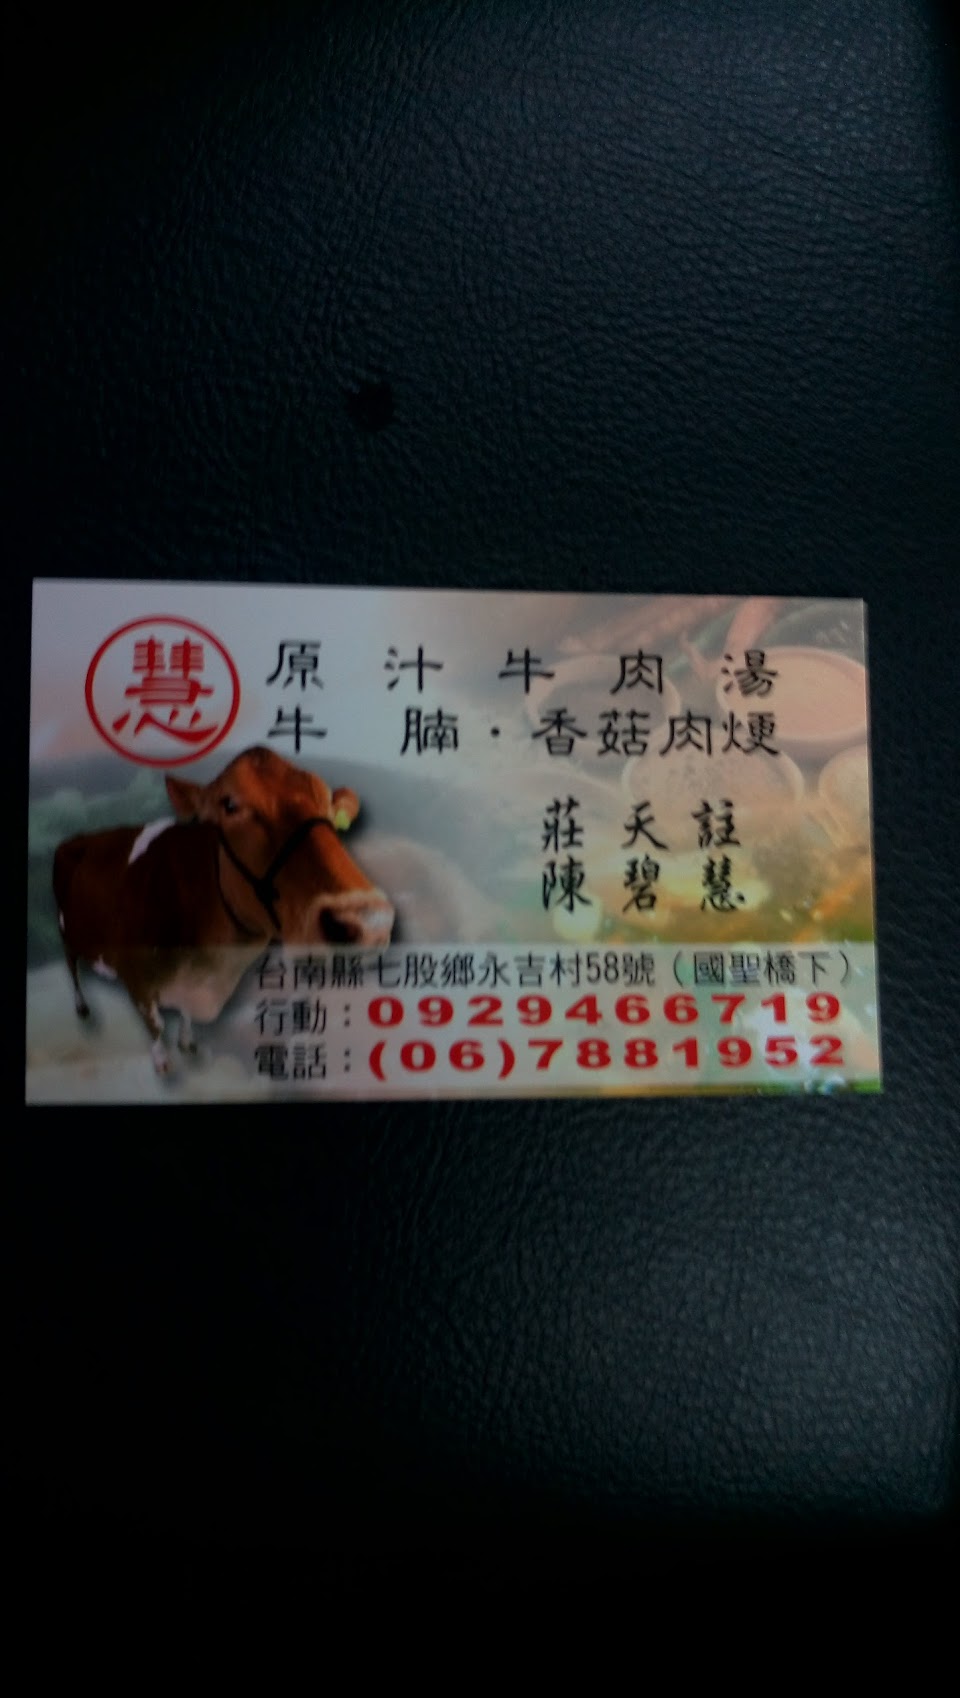 慧
原汁牛肉湯
牛腩·香菇肉焿
莊天註
陳碧慧
台南縣七股鄉永吉村58號（國聖橋下）
行動：0929466719
電話：(06)7881952